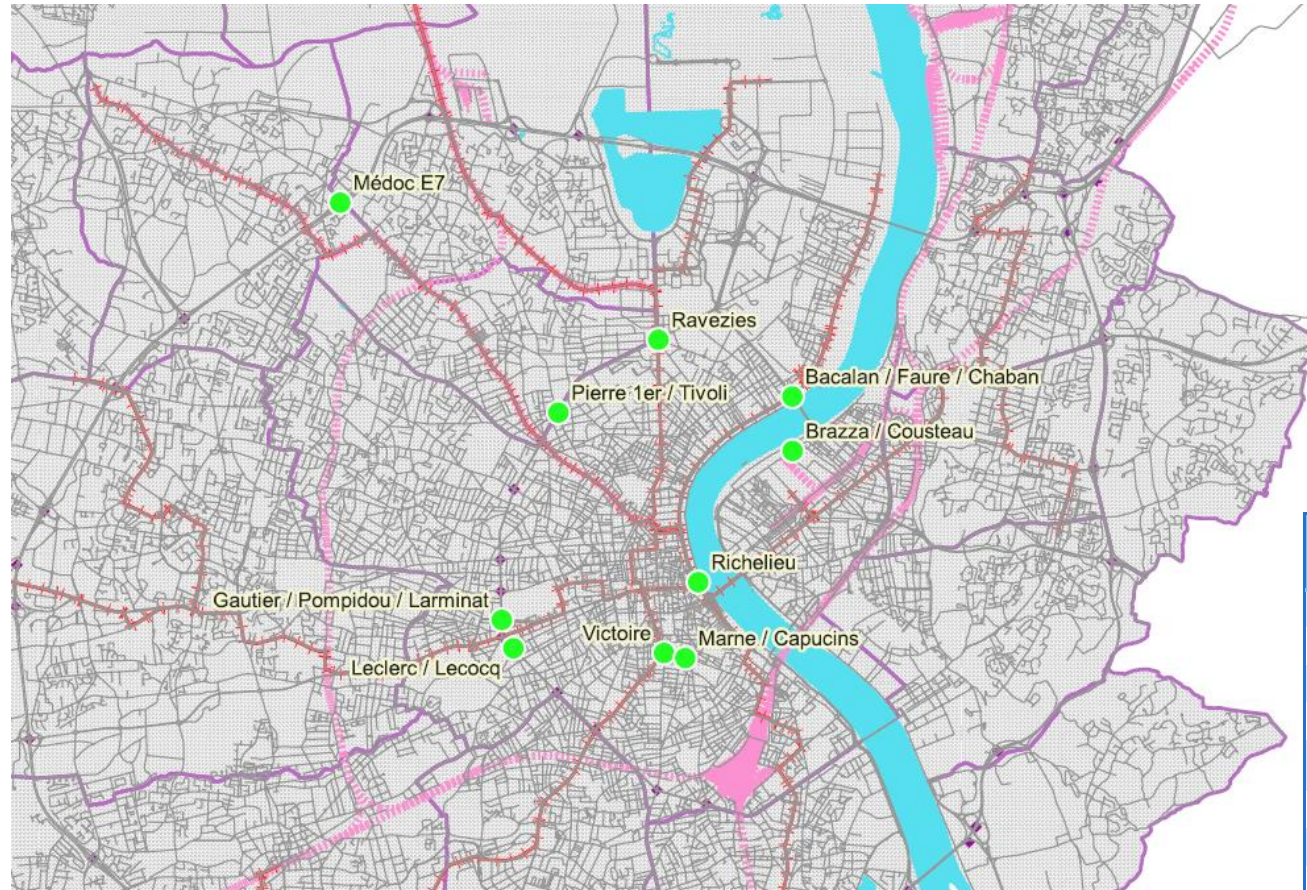 Médoc E7
Ravezies
Pierre 1er / Tivoli
Bacalan / Faure / Chaban
Brazza / Cousteau
Richelieu
Gautier / Pompidou / Larminat
Victoire
Marne / Capucins
Leclerc / Lecocq